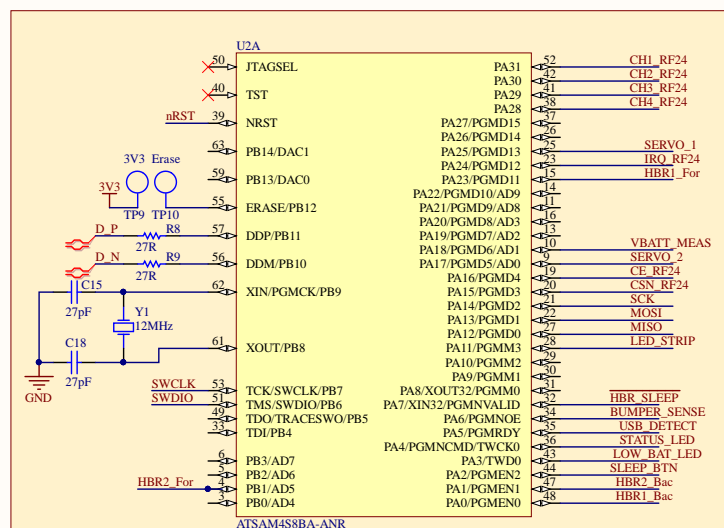 U2A
50 JTAGSEL
40 TST
nRST 39 NRST
63 PB14/DAC1
59 PB13/DAC0
3V3 Erase
3V3 55 ERASE/PB12
TP9 TP10
D_P R8 57 DDP/PB11
27R
D_N R9 56 DDM/PB10
27R
C15 62 XIN/PGMCK/PB9
27pF
Y1
12MHz
C18 61 XOUT/PB8
27pF
GND
SWCLK 53 TCK/SWCLK/PB7
SWDIO 51 TMS/SWDIO/PB6
49 TDO/TRACESWO/PB5
33 TDI/PB4
6 PB3/AD7
5 PB2/AD6
HBR2_For 4 PB1/AD5
3 PB0/AD4
PA31 52 CH1_RF24
PA30 42 CH2_RF24
PA29 41 CH3_RF24
PA28 38 CH4_RF24
PA27/PGMD15 37
PA26/PGMD14 26
PA25/PGMD13 25 SERVO_1
PA24/PGMD12 23 IRQ_RF24
PA23/PGMD11 15 HBR1_For
PA22/PGMD10/AD9 14
PA21/PGMD9/AD8 11
PA20/PGMD8/AD3 16
PA19/PGMD7/AD2 13
PA18/PGMD6/AD1 10 VBATT_MEAS
PA17/PGMD5/AD0 9 SERVO_2
PA16/PGMD4 19 CE_RF24
PA15/PGMD3 20 CSN_RF24
PA14/PGMD2 21 SCK
PA13/PGMD1 22 MOSI
PA12/PGMD0 27 MISO
PA11/PGMM3 28 LED_STRIP
PA10/PGMM2 29
PA9/PGMM1 30
PA8/XOUT32/PGMM0 31
PA7/XIN32/PGMNVALID 32 HBR_SLEEP
PA6/PGMNOE 34 BUMPER_SENSE
PA5/PGMRDY 35 USB_DETECT
PA4/PGMNCMD/TWCK0 36 STATUS_LED
PA3/TWD0 43 LOW_BAT_LED
PA2/PGMEN2 44 SLEEP_BTN
PA1/PGMEN1 47 HBR2_Bac
PA0/PGMEN0 48 HBR1_Bac
ATSAM4S8BA-ANR